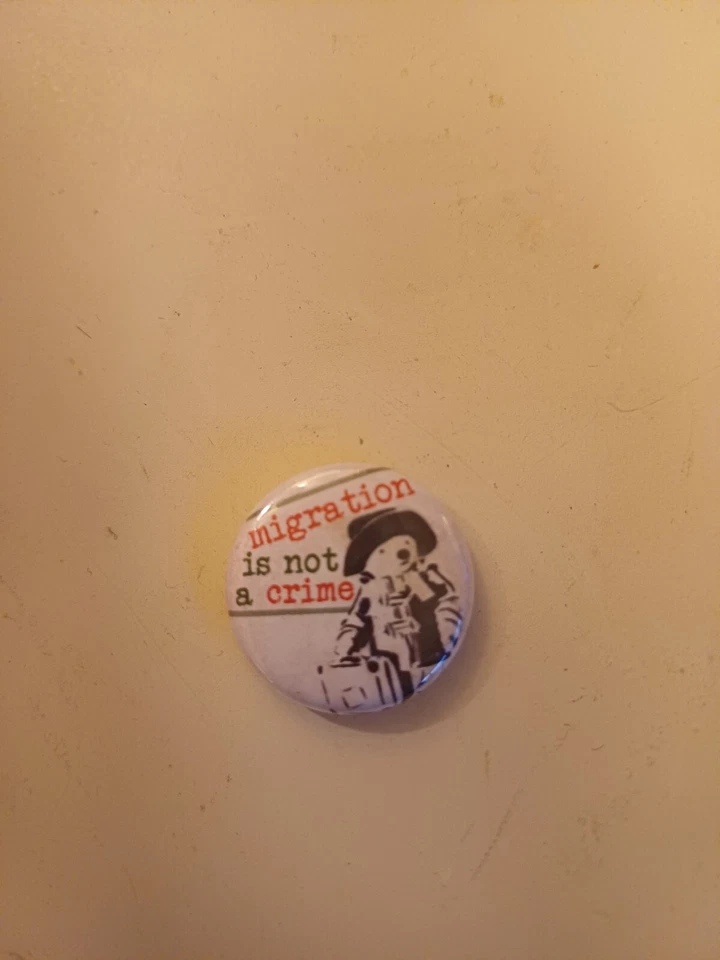 migration
is not
a crime